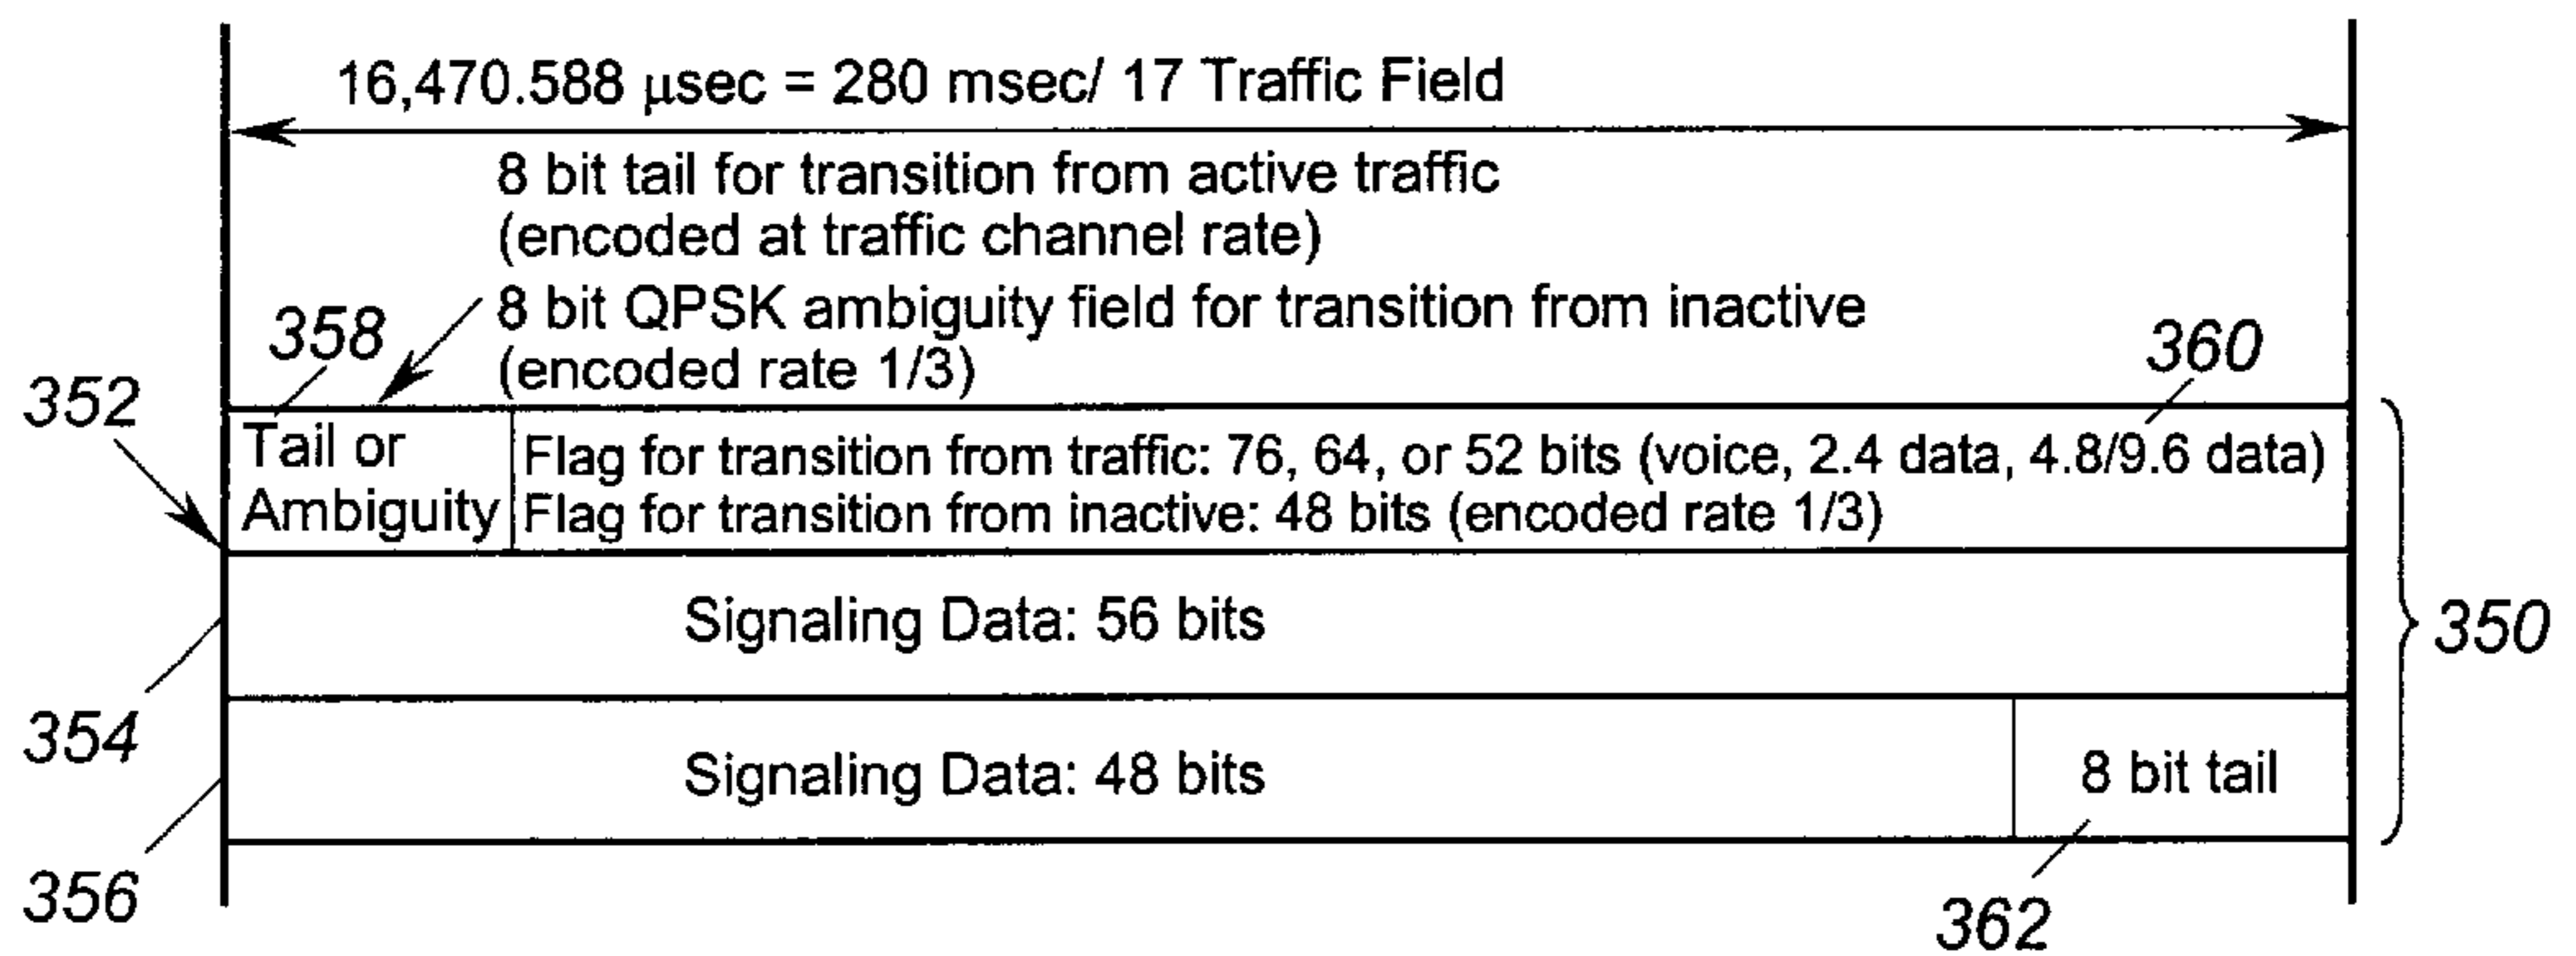 16,470.588 μsec = 280 msec/ 17 Traffic Field
8 bit tail for transition from active traffic
(encoded at traffic channel rate)
8 bit QPSK ambiguity field for transition from inactive
(encoded rate 1/3)
358
360
352
Tail or
Ambiguity
Flag for transition from traffic: 76, 64, or 52 bits (voice, 2.4 data, 4.8/9.6 data)
Flag for transition from inactive: 48 bits (encoded rate 1/3)
Signaling Data: 56 bits
350
354
Signaling Data: 48 bits
8 bit tail
356
362